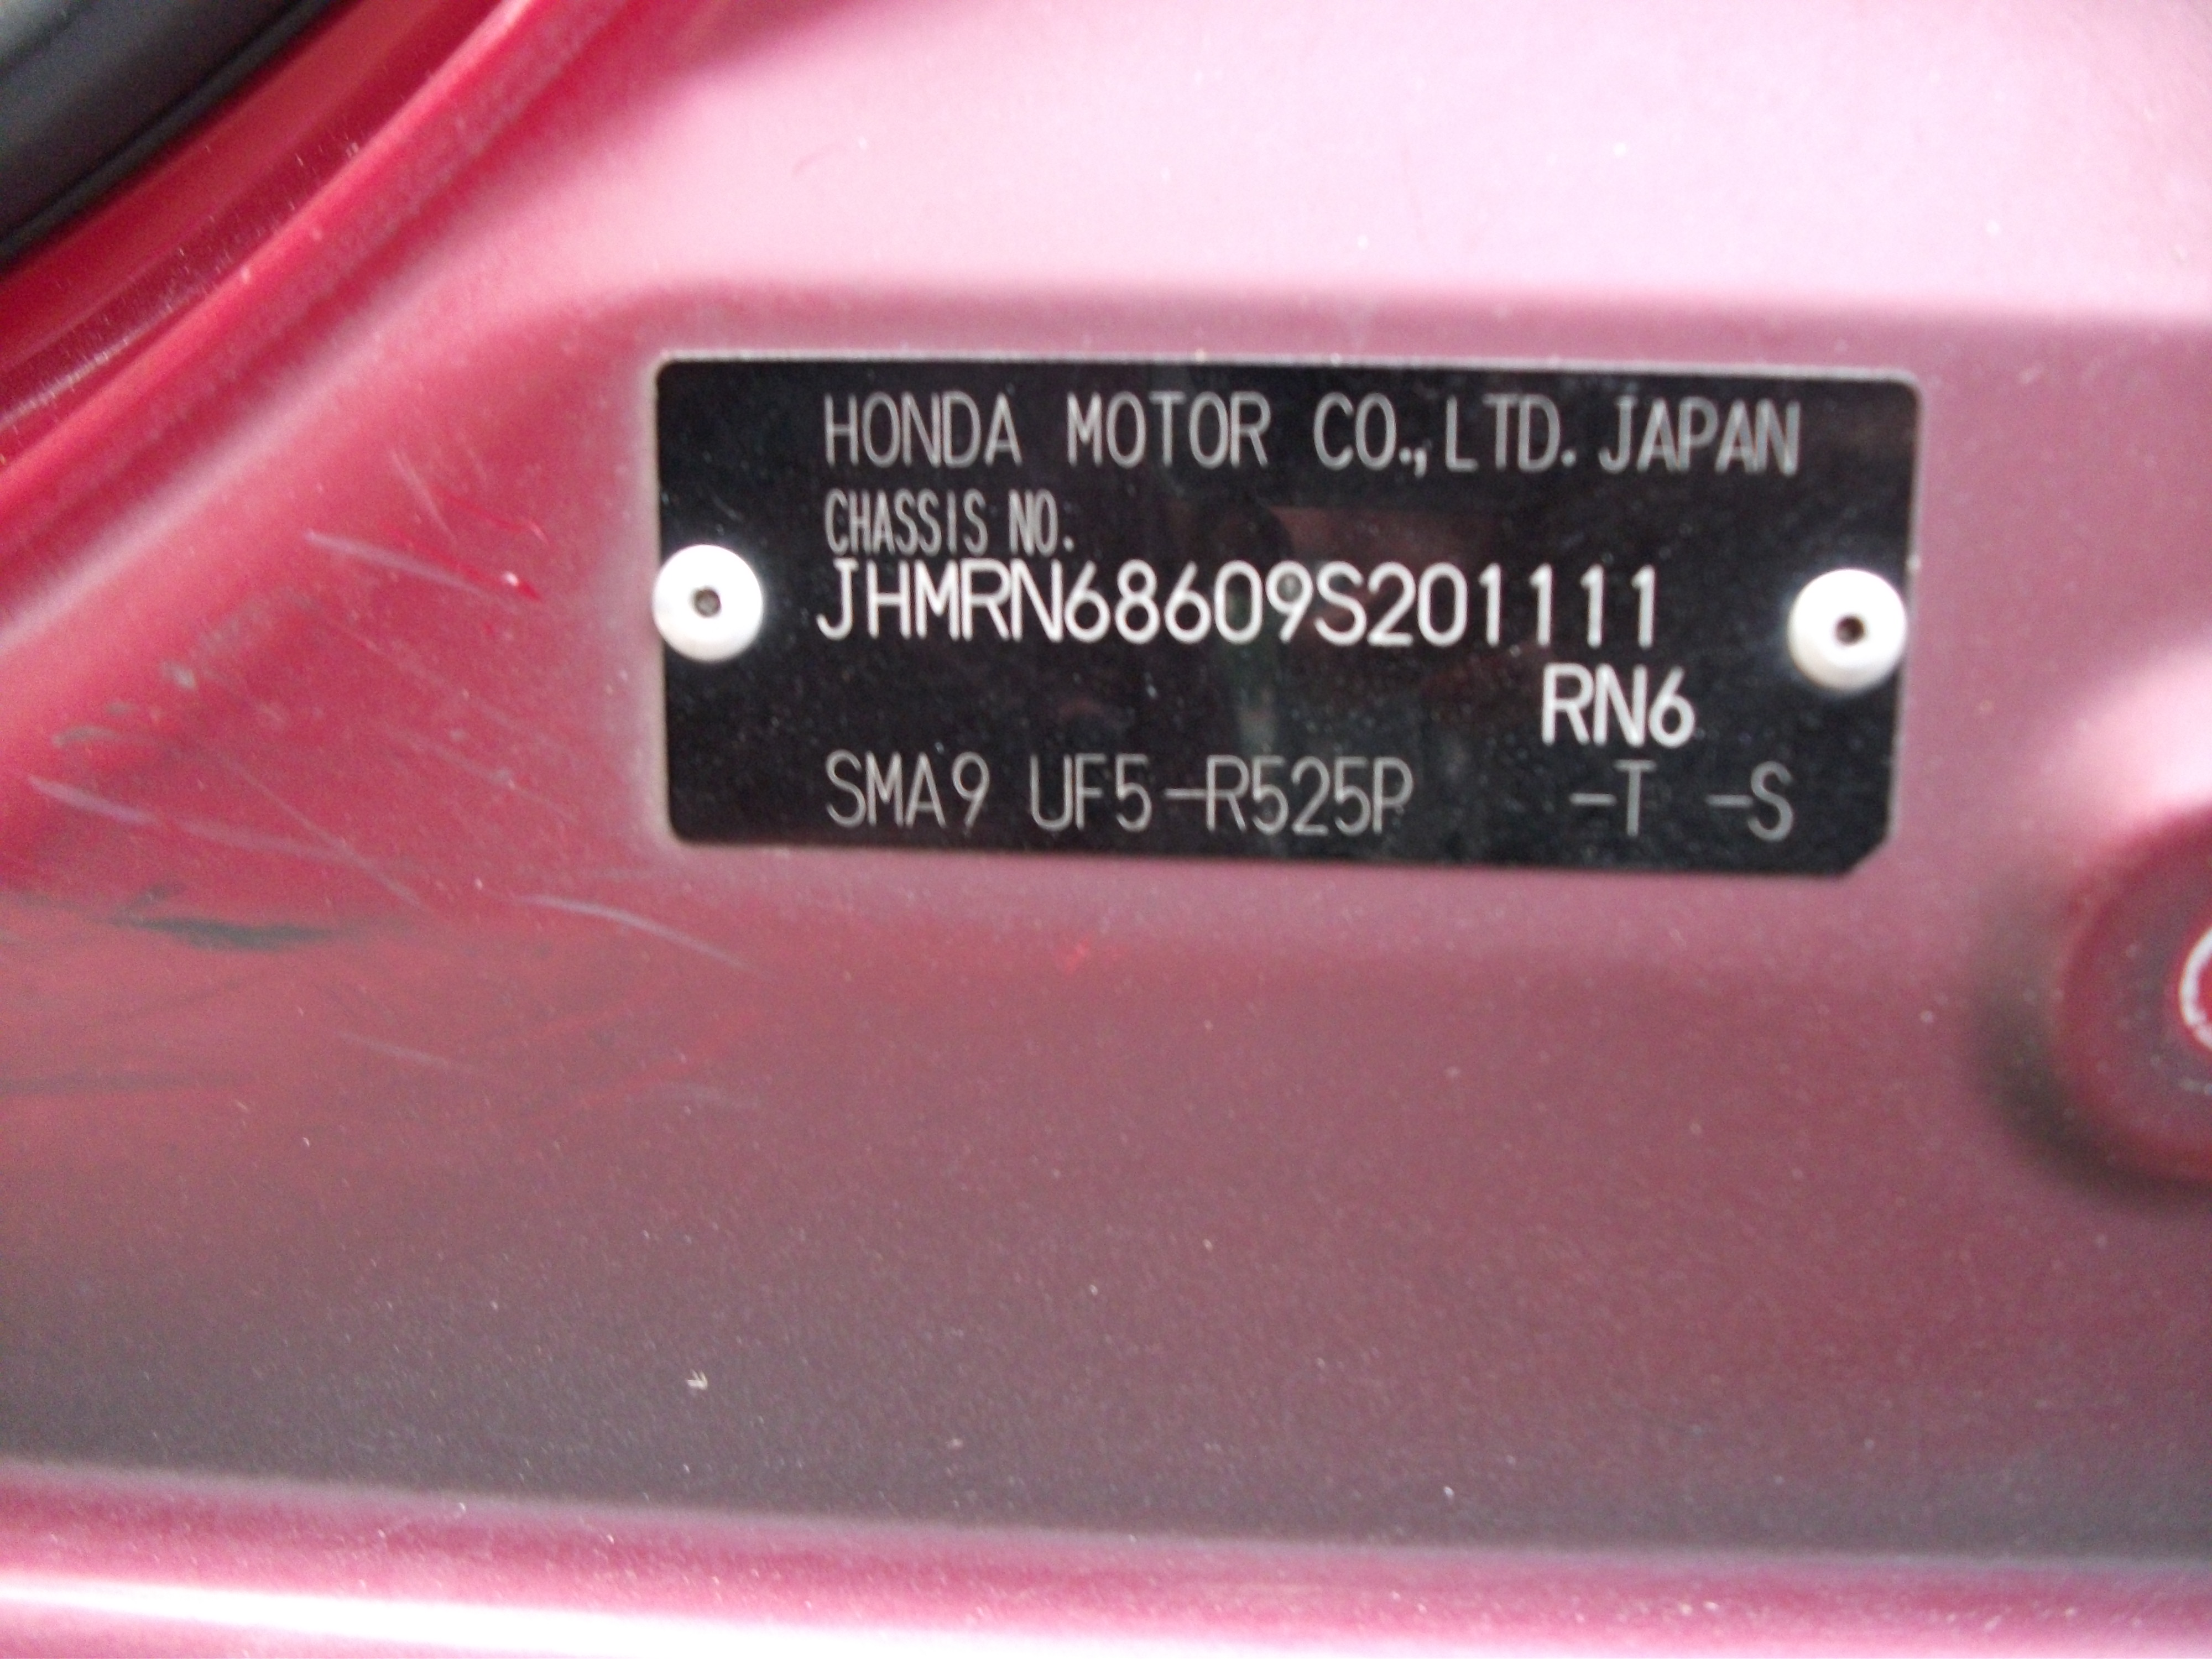 HONDA MOTOR CO.,LTD. JAPAN
CHASSIS NO.
JHMRN68609S201111
RN6
SMA9 UF5-R525P -T -S